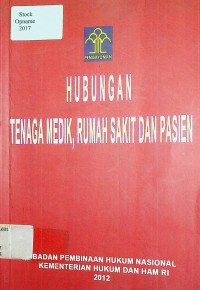 Stock
Opname
2017
PENGAYOMAN
HUBUNGAN
TENAGA MEDIK, RUMAH SAKIT DAN PASIEN
BADAN PEMBINAAN HUKUM NASIONAL
KEMENTERIAN HUKUM DAN HAM RI
2012